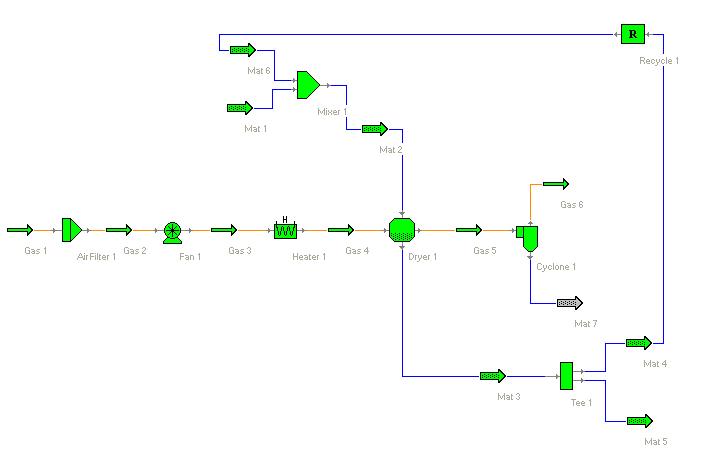 R
Recycle 1
Mat 6
Mixer 1
Mat 1
Mat 2
Gas 6
H
Gas 1
AirFilter 1
Gas 2
Fan 1
Gas 3
Heater 1
Gas 4
Dryer 1
Gas 5
Cyclone 1
Mat 7
Mat 4
Mat 3
Tee 1
Mat 5